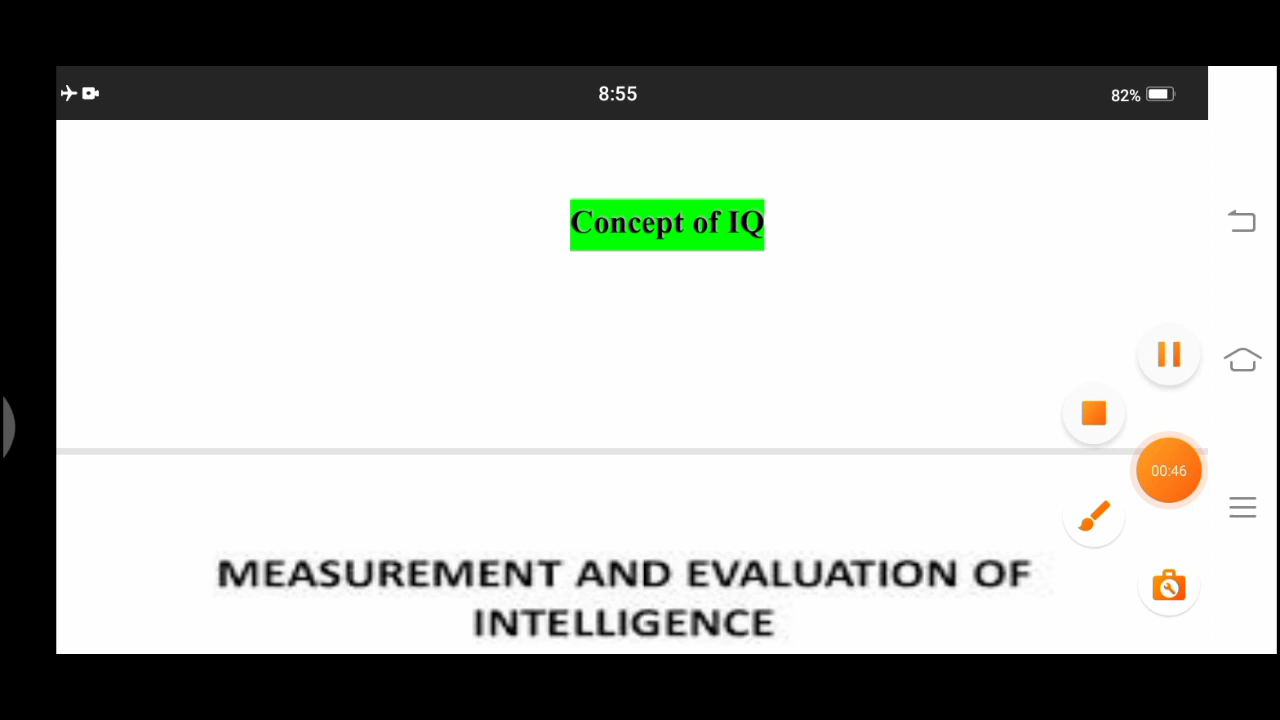 8:55
82%
Concept of IQ
00:46
MEASUREMENT AND EVALUATION OF
INTELLIGENCE